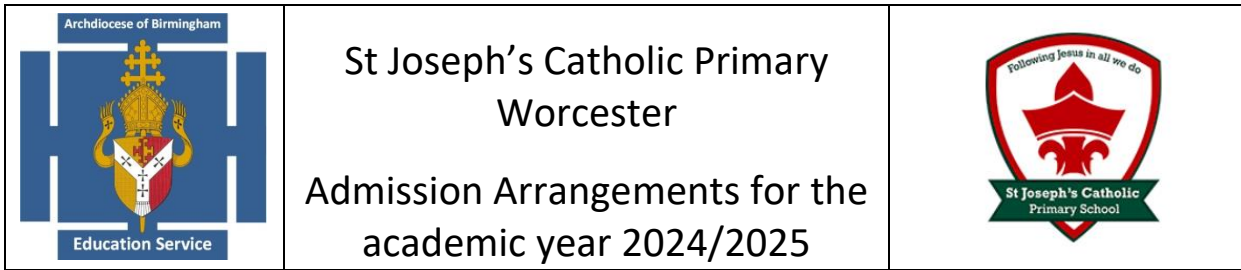 Archdiocese of Birmingham
Education Service
St Joseph’s Catholic Primary
Worcester
Admission Arrangements for the
academic year 2024/2025
Following Jesus in all we do
St Joseph's Catholic
Primary School